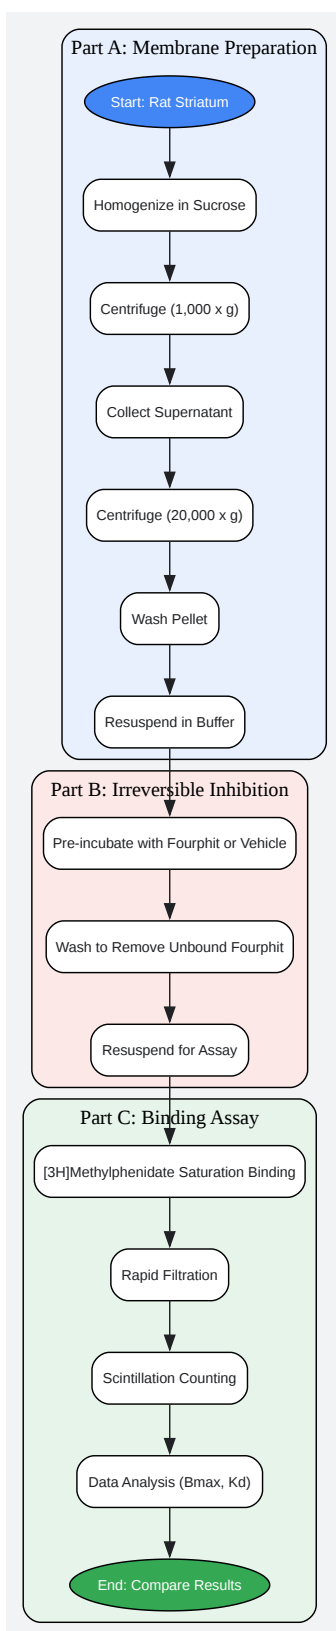 Part A: Membrane Preparation
Start: Rat Striatum
Homogenize in Sucrose
Centrifuge (1,000 x g)
Collect Supernatant
Centrifuge (20,000 x g)
Wash Pellet
Resuspend in Buffer
Part B: Irreversible Inhibition
Pre-incubate with Fourphit or Vehicle
Wash to Remove Unbound Fourphit
Resuspend for Assay
Part C: Binding Assay
[3H]Methylphenidate Saturation Binding
Rapid Filtration
Scintillation Counting
Data Analysis (Bmax, Kd)
End: Compare Results